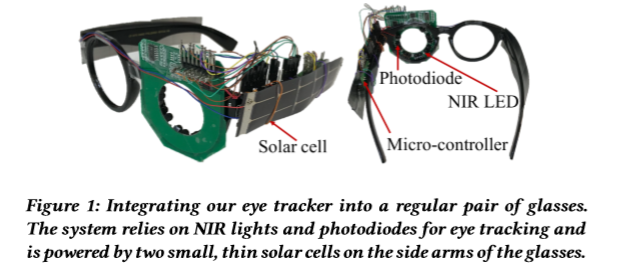 Photodiode
NIR LED
Solar cell
Micro-controller
Figure 1: Integrating our eye tracker into a regular pair of glasses.
The system relies on NIR lights and photodiodes for eye tracking and
is powered by two small, thin solar cells on the side arms of the glasses.